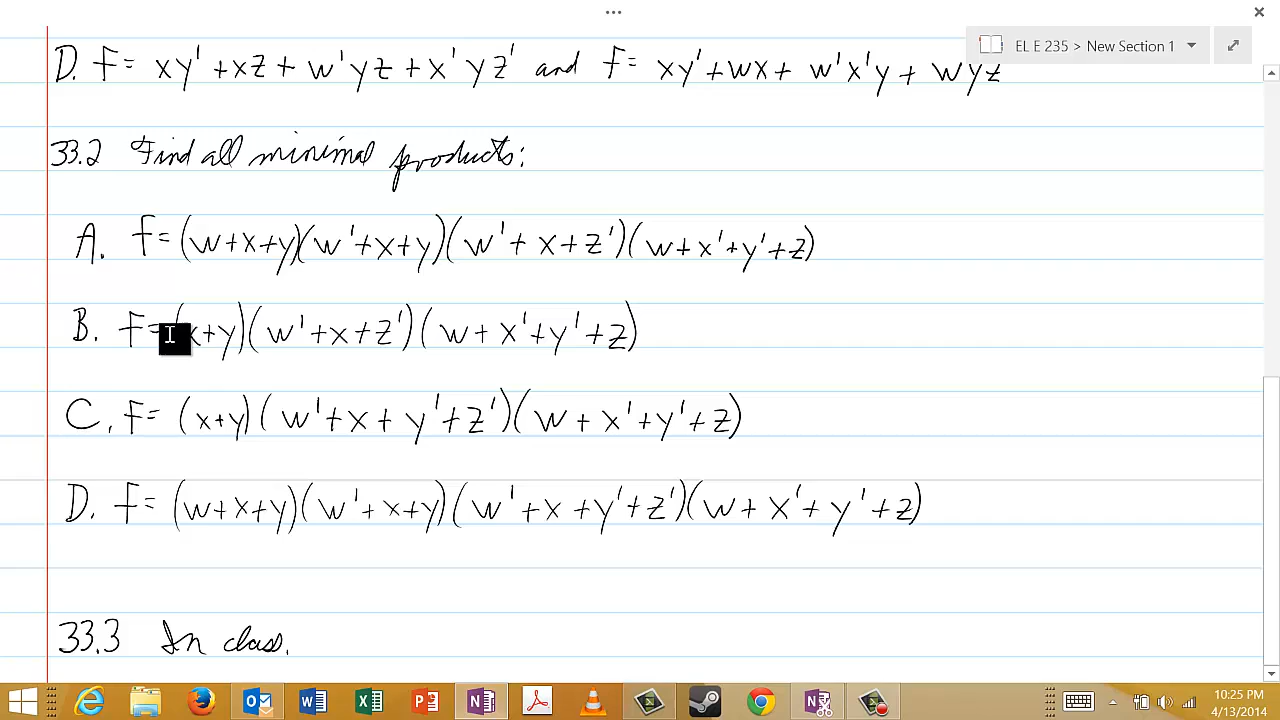 EL E 235 > New Section 1
D. f = xy' + xz + w'yz + x'yz' and f = xy' + wx + w'x'y + wyz
33.2 Find all minimal products:
A. f = (w+x+y)(w'+x+y)(w'+x+z')(w+x'+y'+z)
B. f = (x+y)(w'+x+z')(w+x'+y'+z)
C. f = (x+y)(w'+x+y'+z')(w+x'+y'+z)
D. f = (w+x+y)(w'+x+y)(w'+x+y'+z')(w+x'+y'+z)
33.3 In class.
10:25 PM
4/13/2014